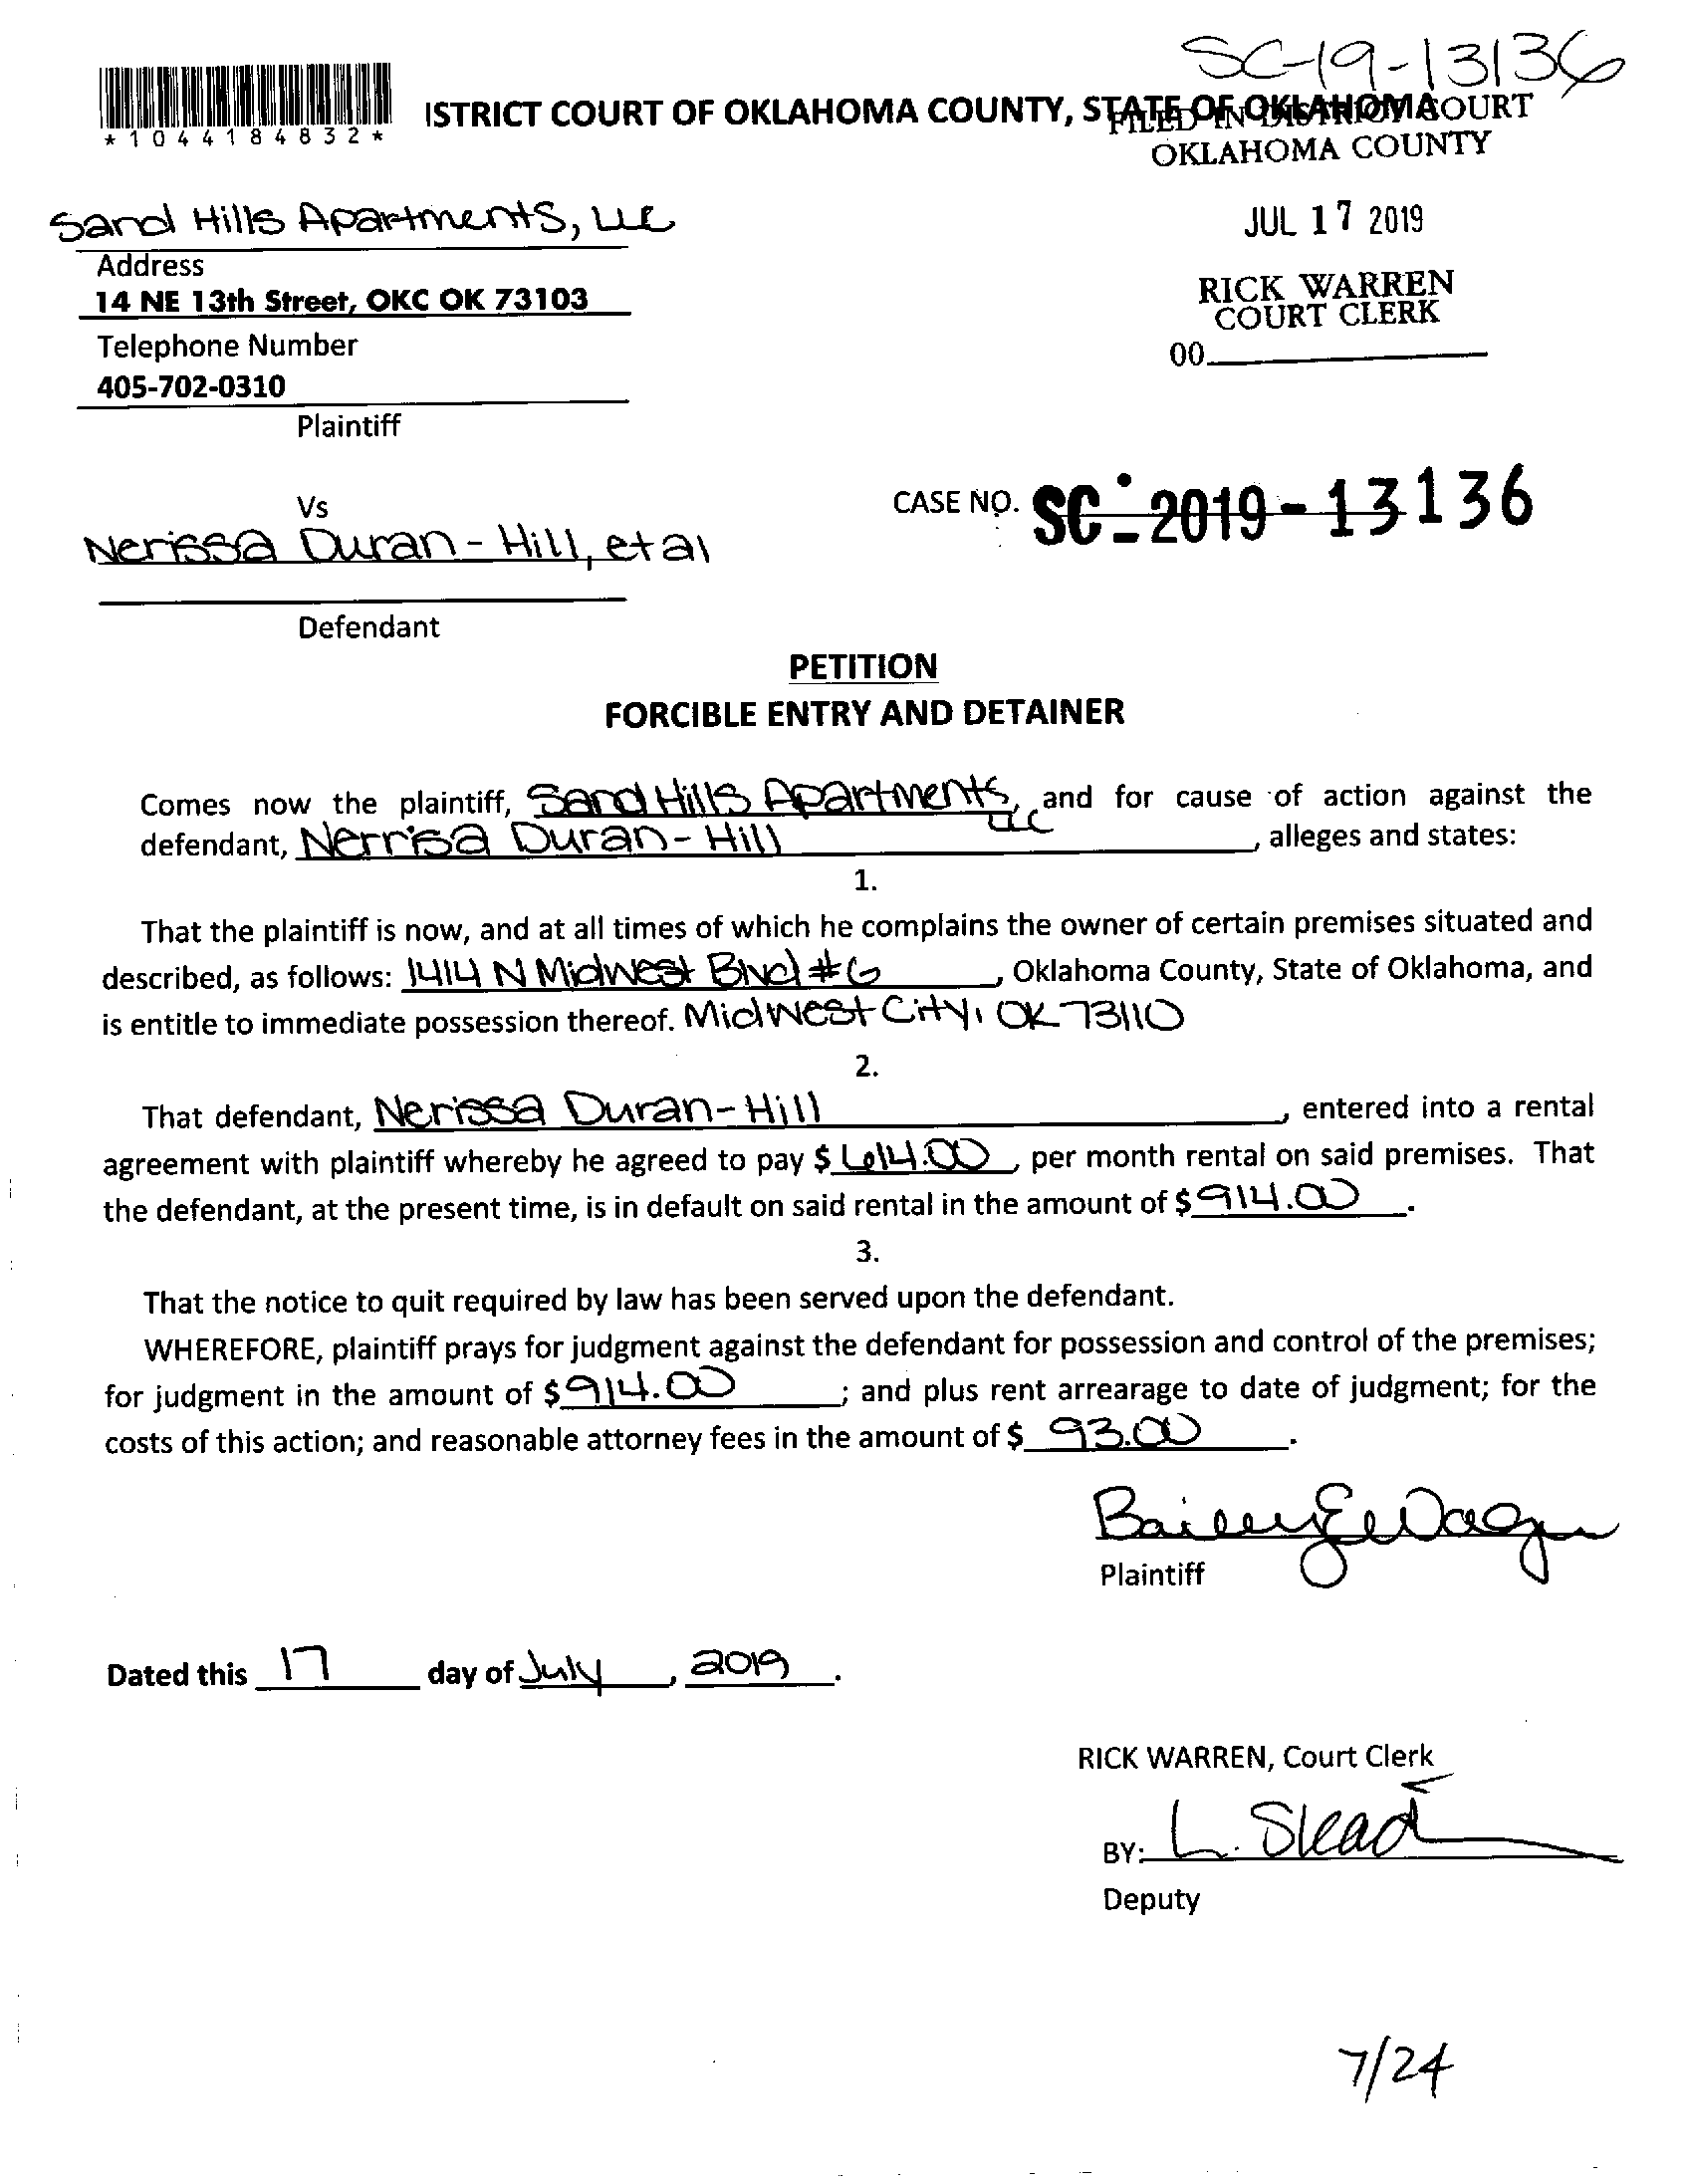 SC-19-13136
*1044184832*
ISTRICT COURT OF OKLAHOMA COUNTY, STATE OF OKLAHOMA
FILED IN DISTRICT COURT
OKLAHOMA COUNTY
Sand Hills Apartments, LLC
JUL 17 2019
Address
14 NE 13th Street, OKC OK 73103
RICK WARREN
COURT CLERK
Telephone Number
00
405-702-0310
Plaintiff
Vs
CASE NO. SC-2019-13136
Nerissa Duran-Hill, et al
Defendant
PETITION
FORCIBLE ENTRY AND DETAINER
Comes now the plaintiff, Sand Hills Apartments, LLC and for cause of action against the
defendant, Nerrisa Duran-Hill, alleges and states:
1.
That the plaintiff is now, and at all times of which he complains the owner of certain premises situated and
described, as follows: 1414 N Midwest Blvd #G, Oklahoma County, State of Oklahoma, and
is entitle to immediate possession thereof. Midwest City, OK 73110
2.
That defendant, Nerissa Duran-Hill, entered into a rental
agreement with plaintiff whereby he agreed to pay $ 614.00, per month rental on said premises. That
the defendant, at the present time, is in default on said rental in the amount of $ 914.00.
3.
That the notice to quit required by law has been served upon the defendant.
WHEREFORE, plaintiff prays for judgment against the defendant for possession and control of the premises;
for judgment in the amount of $ 914.00; and plus rent arrearage to date of judgment; for the
costs of this action; and reasonable attorney fees in the amount of $ 93.00.
Bailey E Wagn
Plaintiff
Dated this 17 day of July, 2019.
RICK WARREN, Court Clerk
BY: L. Slead
Deputy
7/24